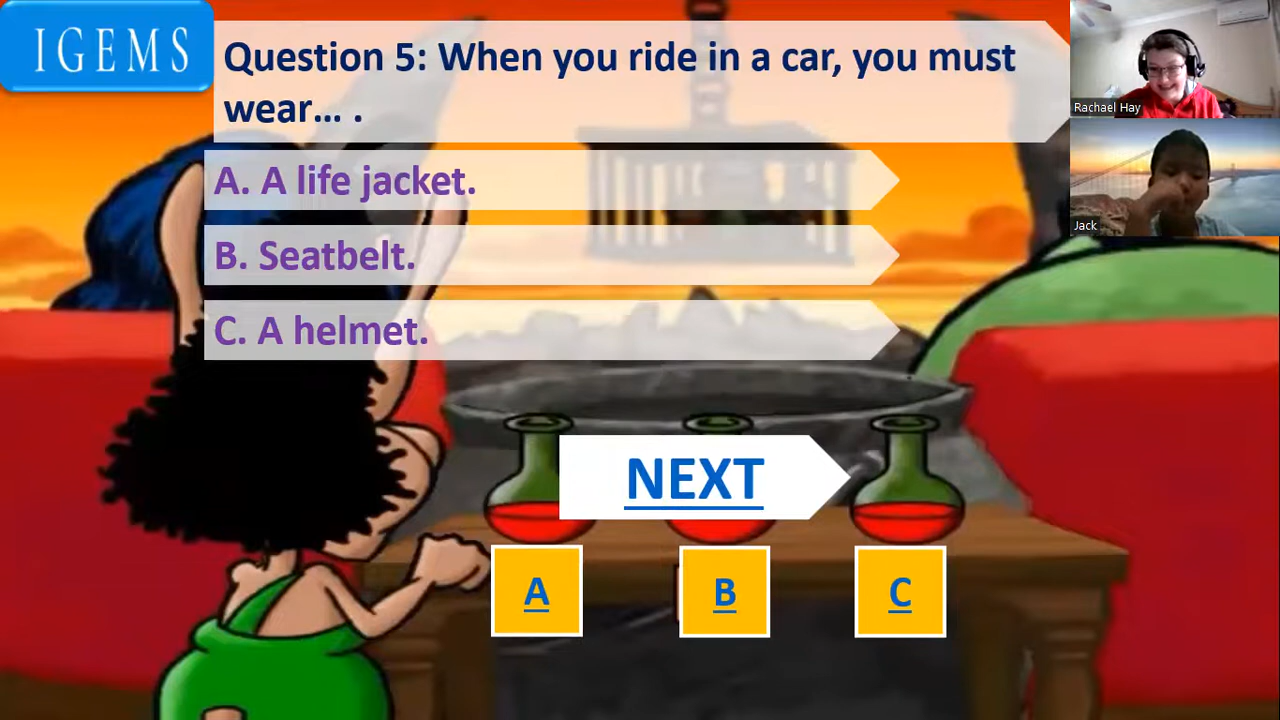 IGEMS
Question 5: When you ride in a car, you must
wear... .
A. A life jacket.
B. Seatbelt.
C. A helmet.
NEXT
A
B
C
Rachael Hay
Jack